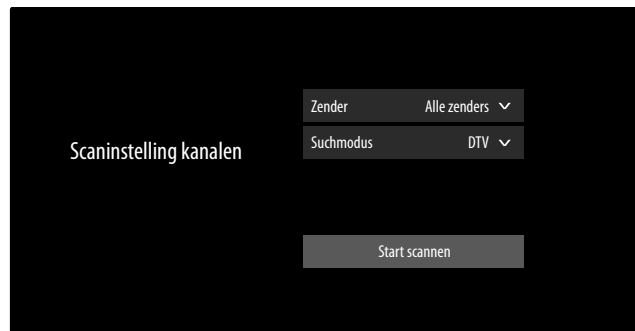 Zender Alle zenders
Suchmodus DTV
Scaninstelling kanalen
Start scannen